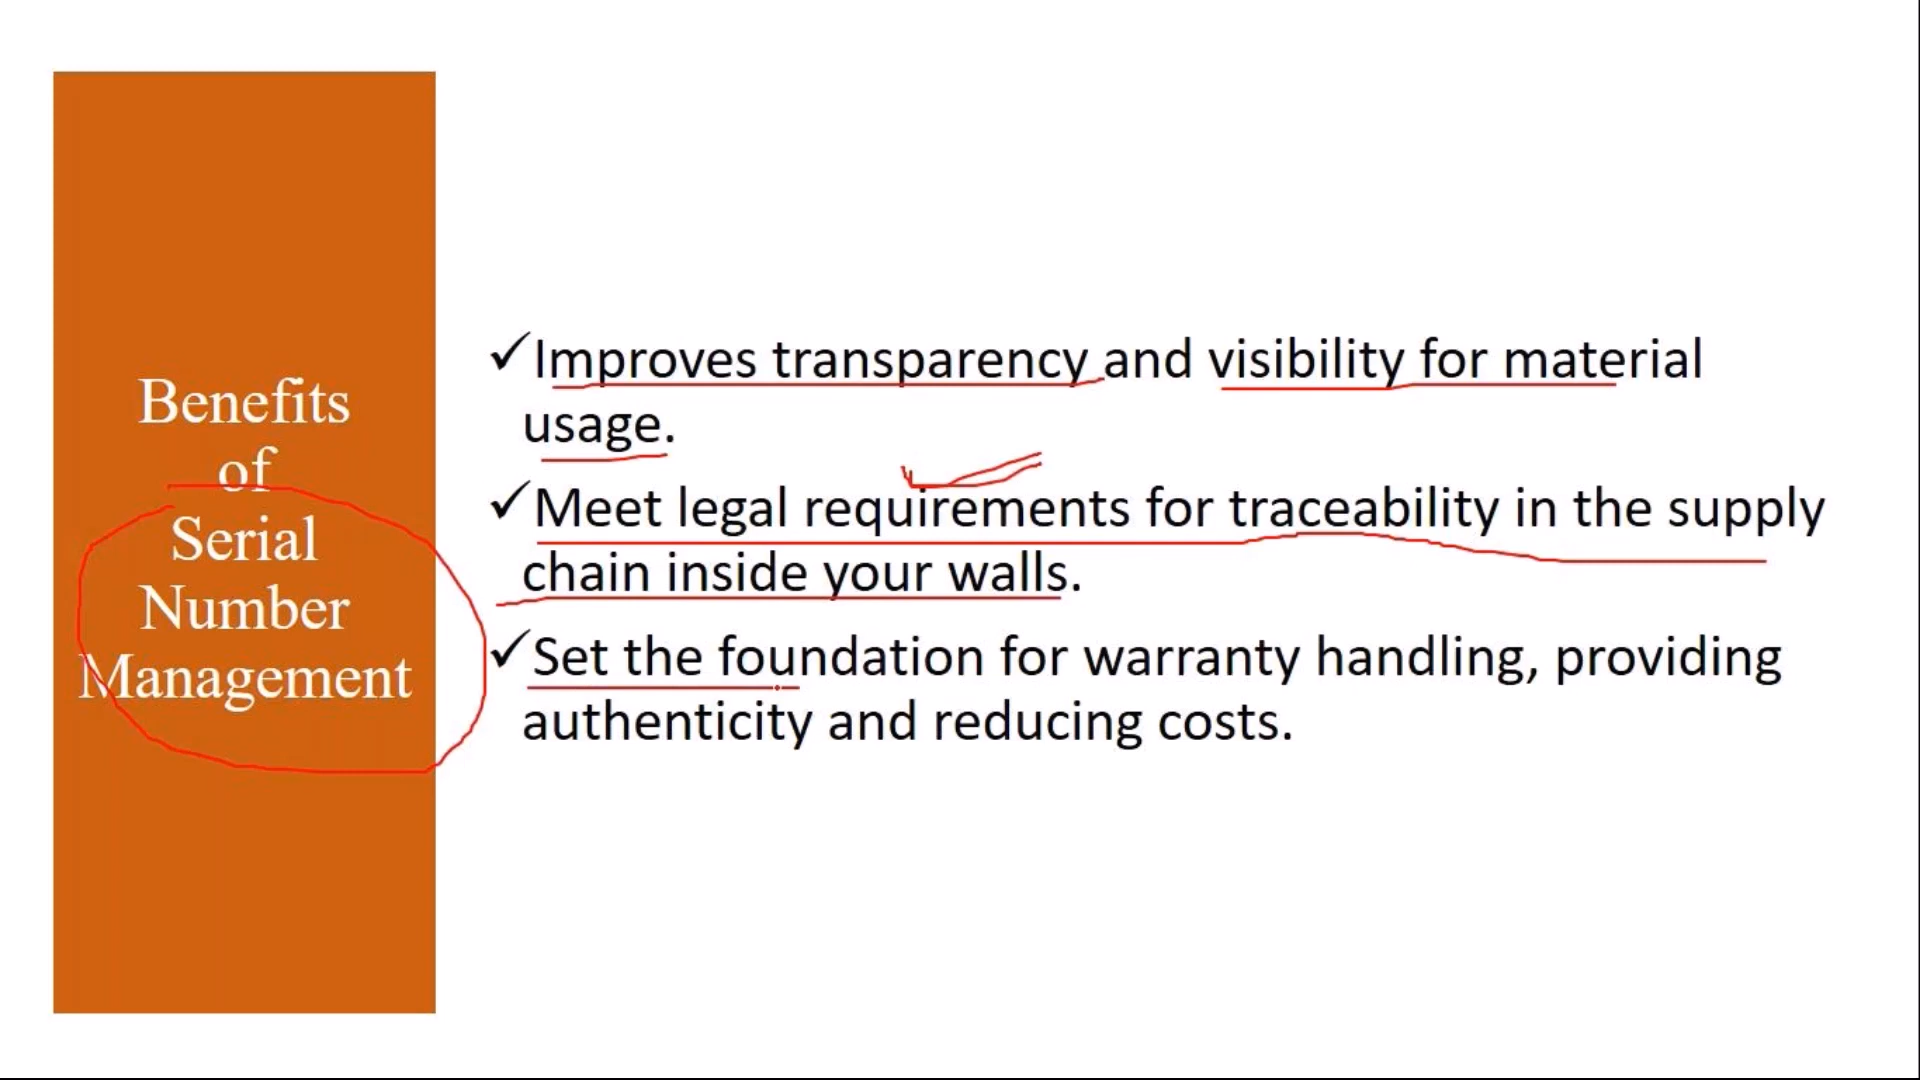 Benefits
of
Serial
Number
Management
✓Improves transparency and visibility for material
usage.
✓Meet legal requirements for traceability in the supply
chain inside your walls.
✓Set the foundation for warranty handling, providing
authenticity and reducing costs.